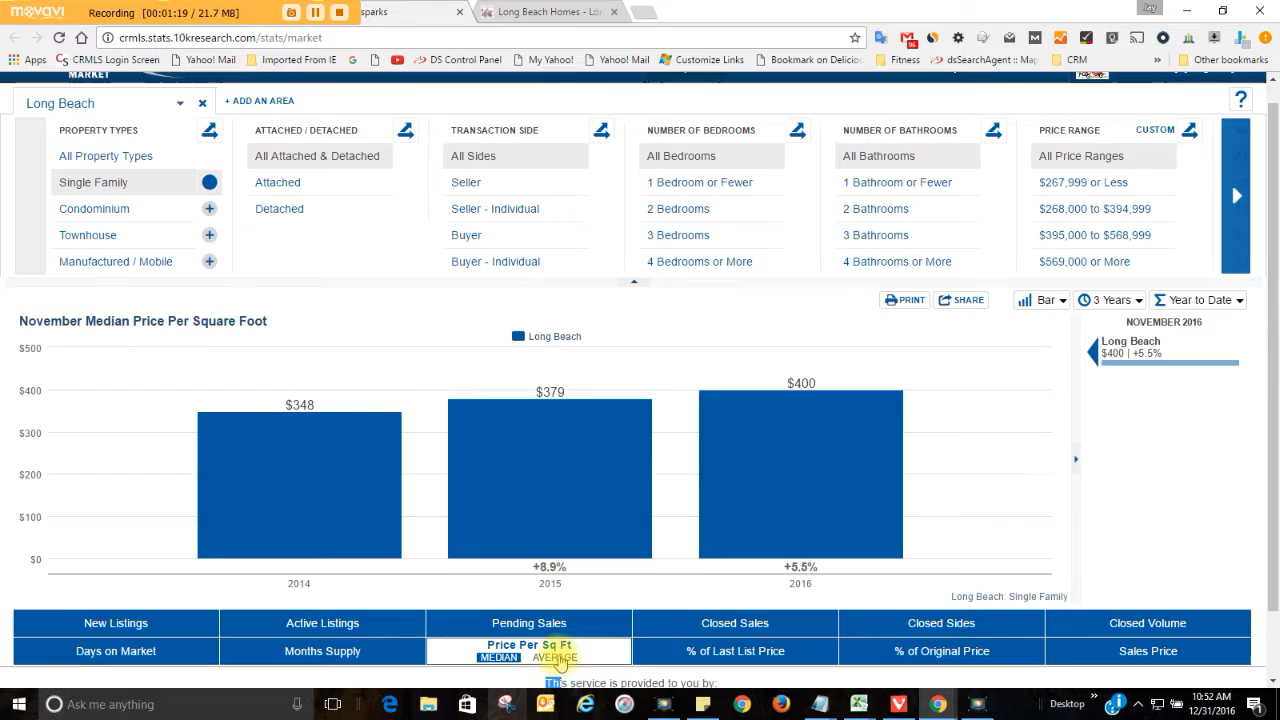 movavi
Recording [00:01:19 / 21.7 MB]
sparks
Long Beach Homes - Lon
Jay
crmls.stats.10kresearch.com/stats/market
Apps
CRMLS Login Screen
Yahoo! Mail
Imported From IE
DS Control Panel
My Yahoo!
Yahoo! Mail
Customize Links
Bookmark on Deliciou
Fitness
dsSearchAgent :: Map
CRM
»
Other bookmarks
MARKET
Long Beach
+ ADD AN AREA
?
PROPERTY TYPES
All Property Types
Single Family
Condominium
Townhouse
Manufactured / Mobile
ATTACHED / DETACHED
All Attached & Detached
Attached
Detached
TRANSACTION SIDE
All Sides
Seller
Seller - Individual
Buyer
Buyer - Individual
NUMBER OF BEDROOMS
All Bedrooms
1 Bedroom or Fewer
2 Bedrooms
3 Bedrooms
4 Bedrooms or More
NUMBER OF BATHROOMS
All Bathrooms
1 Bathroom or Fewer
2 Bathrooms
3 Bathrooms
4 Bathrooms or More
PRICE RANGE
CUSTOM
All Price Ranges
$267,999 or Less
$268,000 to $394,999
$395,000 to $568,999
$569,000 or More
PRINT
SHARE
Bar
3 Years
Year to Date
November Median Price Per Square Foot
Long Beach
NOVEMBER 2016
Long Beach
$400 | +5.5%
$500
$400
$300
$200
$100
$0
$348
$379
$400
+8.9%
+5.5%
2014
2015
2016
Long Beach: Single Family
New Listings
Active Listings
Pending Sales
Closed Sales
Closed Sides
Closed Volume
Days on Market
Months Supply
Price Per Sq Ft
MEDIAN
AVERAGE
% of Last List Price
% of Original Price
Sales Price
This service is provided to you by:
Ask me anything
Desktop
»
10:52 AM
12/31/2016